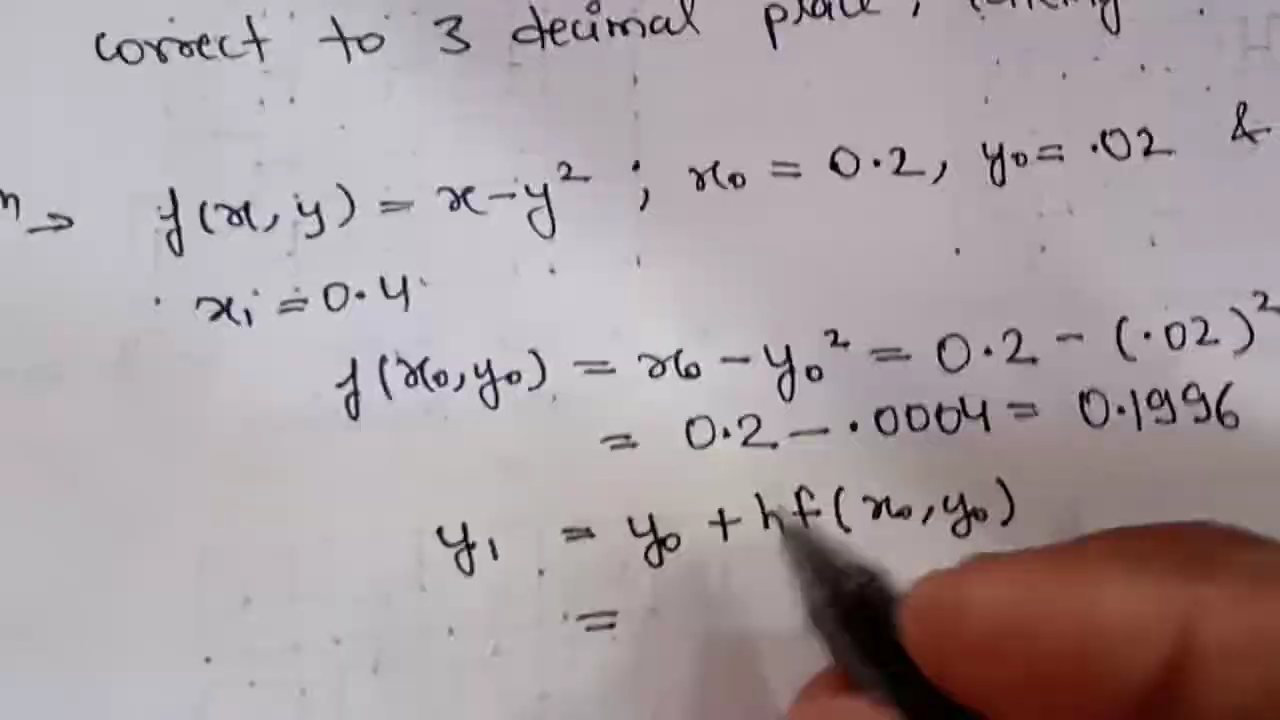 correct to 3 decimal place,
→ f(x, y) = x - y² ; x₀ = 0.2, y₀ = .02 &
x₁ = 0.4
f(x₀, y₀) = x₀ - y₀² = 0.2 - (.02)²
= 0.2 - .0004 = 0.1996
y₁ = y₀ + hf(x₀, y₀)
=